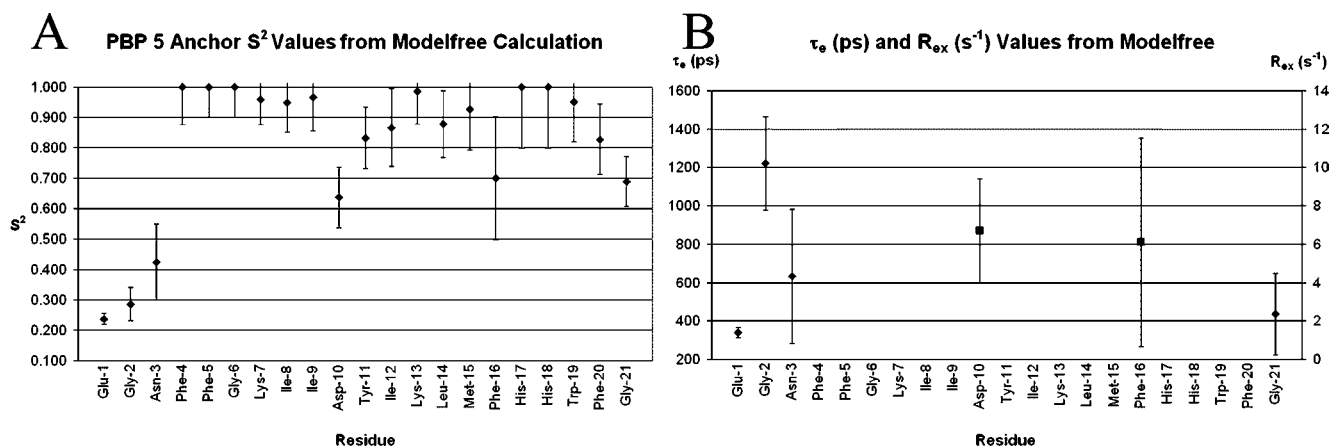 A
PBP 5 Anchor S² Values from Modelfree Calculation
1.000
0.900
0.800
0.700
0.600
0.500
0.400
0.300
0.200
0.100
S²
Glu-1
Gly-2
Asn-3
Phe-4
Phe-5
Gly-6
Lys-7
Ile-8
Ile-9
Asp-10
Tyr-11
Ile-12
Lys-13
Leu-14
Met-15
Phe-16
His-17
His-18
Trp-19
Phe-20
Gly-21
Residue
B
τe (ps) and Rex (s⁻¹) Values from Modelfree
τe (ps)
Rex (s⁻¹)
1600
1400
1200
1000
800
600
400
200
14
12
10
8
6
4
2
0
Glu-1
Gly-2
Asn-3
Phe-4
Phe-5
Gly-6
Lys-7
Ile-8
Ile-9
Asp-10
Tyr-11
Ile-12
Lys-13
Leu-14
Met-15
Phe-16
His-17
His-18
Trp-19
Phe-20
Gly-21
Residue